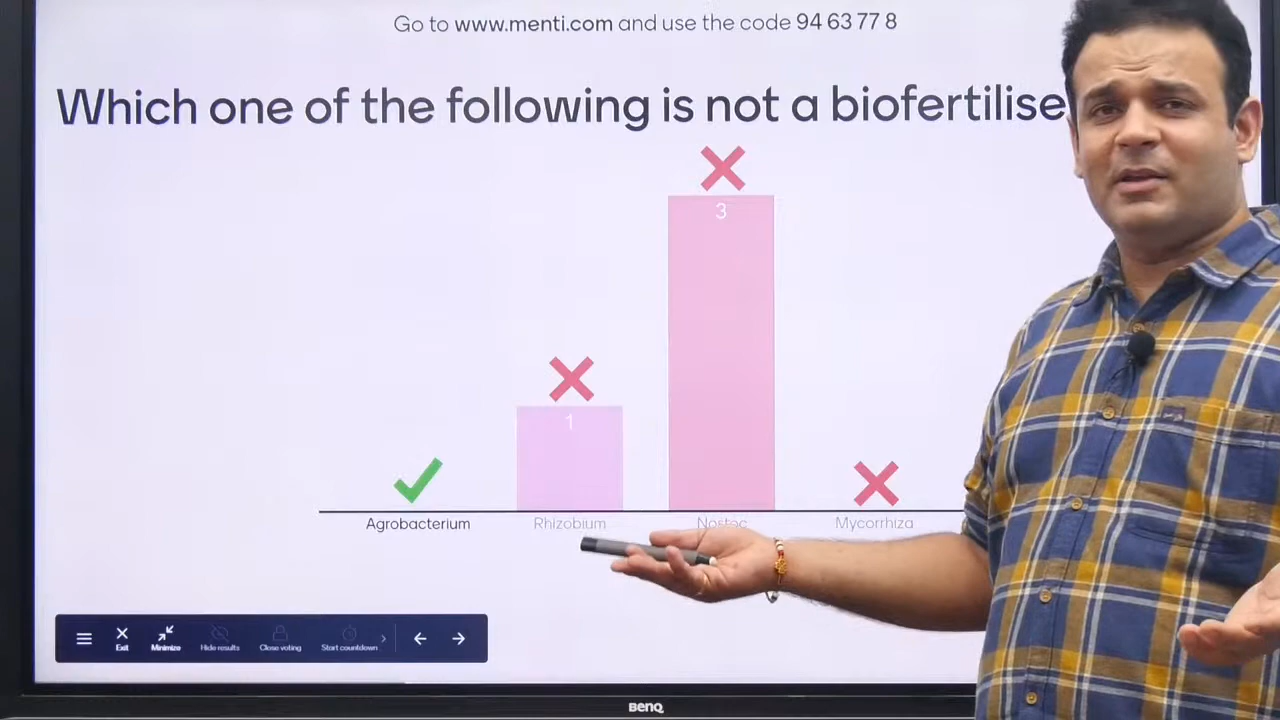 Go to www.menti.com and use the code 94 63 77 8
Which one of the following is not a biofertilise
3
1
Agrobacterium
Rhizobium
Nostoc
Mycorrhiza
Exit
Minimize
Hide results
Close voting
Start countdown
BenQ